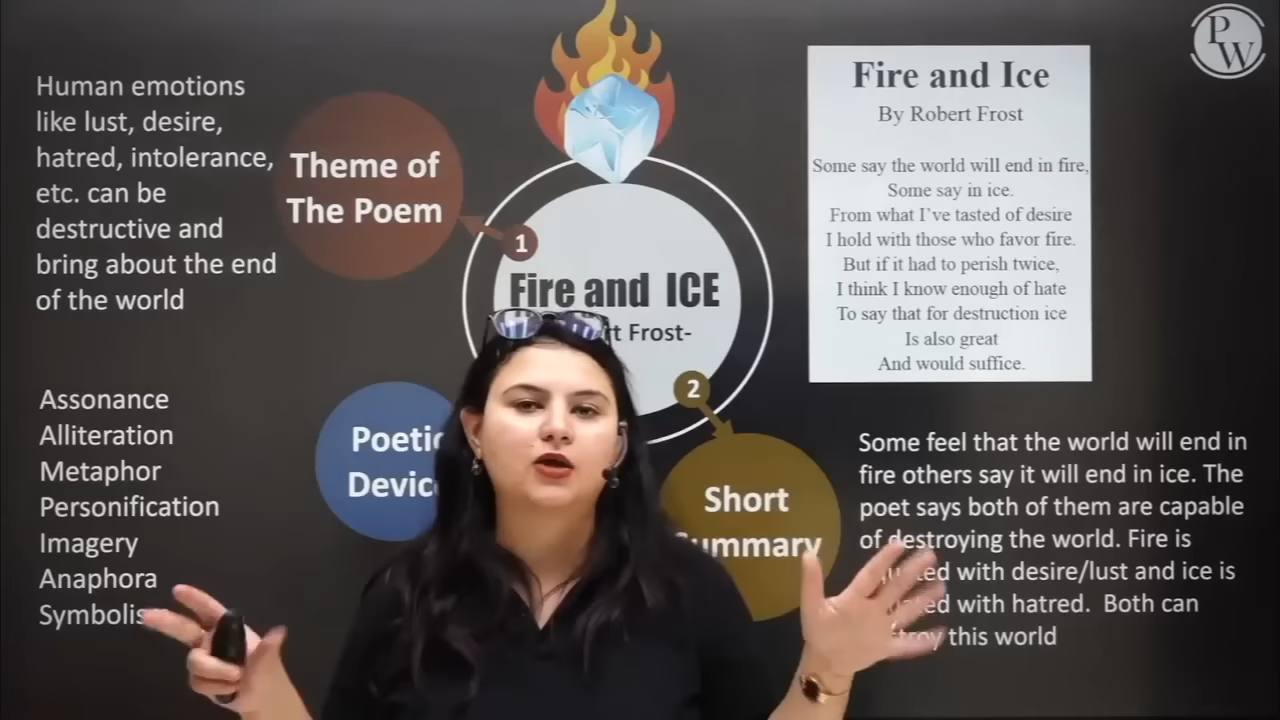 Human emotions
like lust, desire,
hatred, intolerance,
etc. can be
destructive and
bring about the end
of the world
Theme of
The Poem
1
Fire and ICE
Frost-
2
Short
Summary
Poetic
Assonance
Alliteration
Metaphor
Personification
Imagery
Anaphora
PW
Fire and Ice
By Robert Frost
Some say the world will end in fire,
Some say in ice.
From what I've tasted of desire
I hold with those who favor fire.
But if it had to perish twice,
I think I know enough of hate
To say that for destruction ice
Is also great
And would suffice.
Some feel that the world will end in
fire others say it will end in ice. The
poet says both of them are capable
of destroying the world. Fire is
with desire/lust and ice is
with hatred. Both can
this world